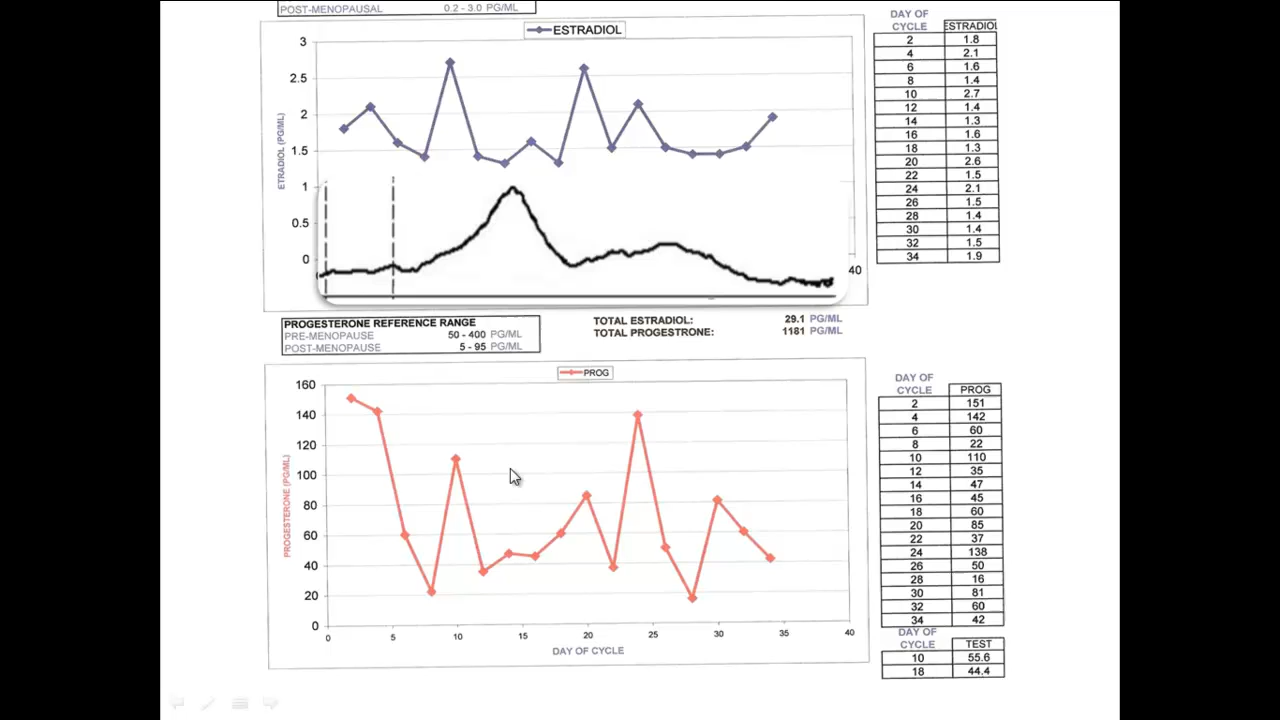 POST-MENOPAUSAL 0.2 - 3.0 PG/ML
ESTRADIOL
3
2.5
2
1.5
1
0.5
0
40
ETRADIOL (PG/ML)
DAY OF
CYCLE ESTRADIOL
2 1.8
4 2.1
6 1.6
8 1.4
10 2.7
12 1.4
14 1.3
16 1.6
18 1.3
20 2.6
22 1.5
24 2.1
26 1.5
28 1.4
30 1.4
32 1.5
34 1.9
PROGESTERONE REFERENCE RANGE
PRE-MENOPAUSE 50 - 400 PG/ML
POST-MENOPAUSE 5 - 95 PG/ML
TOTAL ESTRADIOL: 29.1 PG/ML
TOTAL PROGESTRONE: 1181 PG/ML
PROG
160
140
120
100
80
60
40
20
0
PROGESTERONE (PG/ML)
0 5 10 15 20 25 30 35 40
DAY OF CYCLE
DAY OF
CYCLE PROG
2 151
4 142
6 60
8 22
10 110
12 35
14 47
16 45
18 60
20 85
22 37
24 138
26 50
28 16
30 81
32 60
34 42
DAY OF
CYCLE TEST
10 55.6
18 44.4